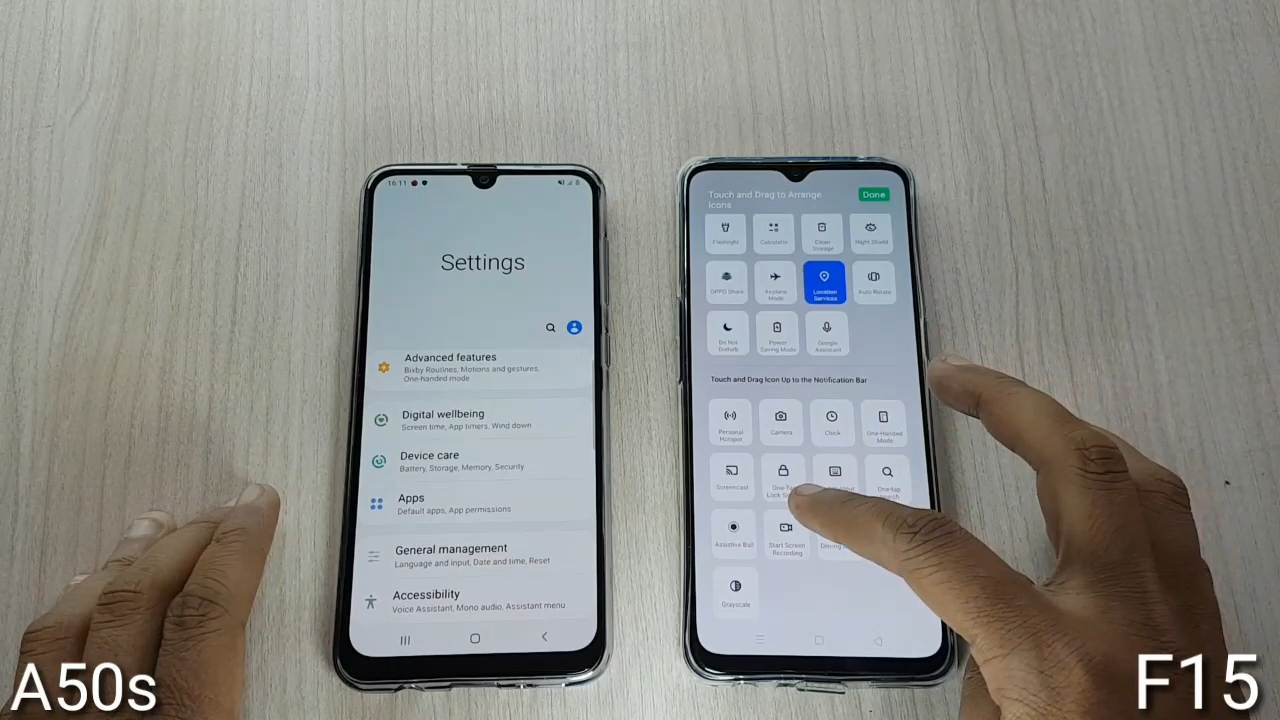 16:11
Settings
Advanced features
Bixby Routines, Motions and gestures,
One-handed mode
Digital wellbeing
Screen time, App timers, Wind down
Device care
Battery, Storage, Memory, Security
Apps
Default apps, App permissions
General management
Language and input, Date and time, Reset
Accessibility
Voice Assistant, Mono audio, Assistant menu
Touch and Drag to Arrange
Icons
Done
Flashlight
Calculator
Clean
Storage
Night Shield
OPPO Share
Airplane
Mode
Location
Services
Auto Rotate
Do Not
Disturb
Power
Saving Mode
Google
Assistant
Touch and Drag Icon Up to the Notification Bar
Personal
Hotspot
Camera
Clock
One-Handed
Mode
Screencast
One-Tap
Lock
One-tap
Search
Assistive Ball
Start Screen
Recording
Grayscale
A50s
F15